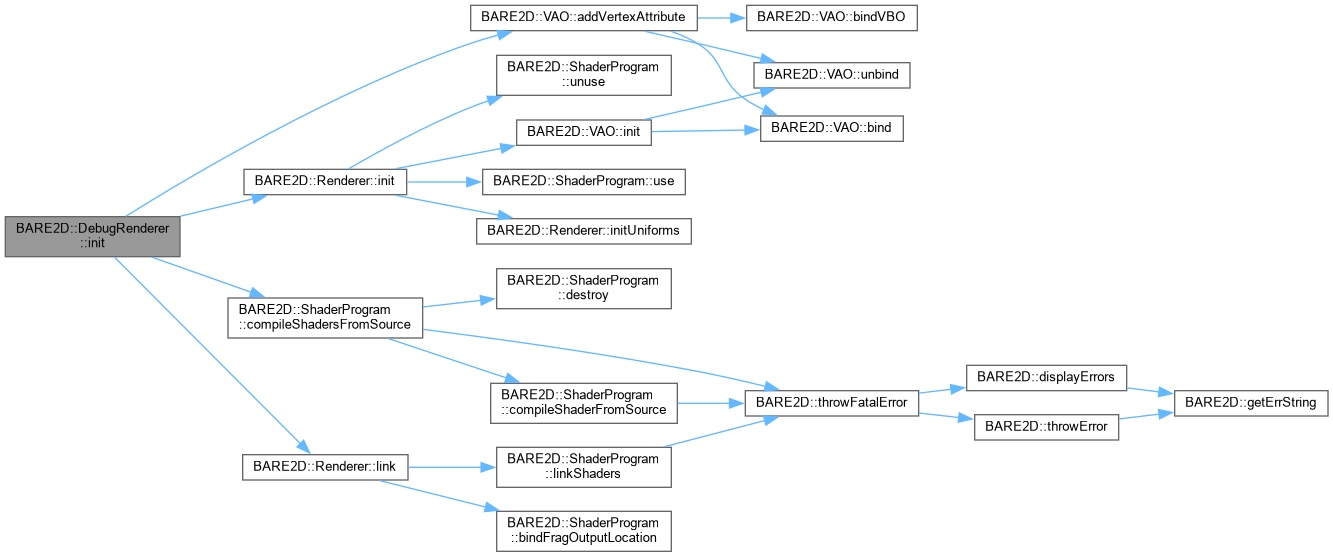 BARE2D::DebugRenderer
::init
BARE2D::VAO::addVertexAttribute
BARE2D::VAO::bindVBO
BARE2D::VAO::unbind
BARE2D::VAO::bind
BARE2D::Renderer::init
BARE2D::ShaderProgram
::unuse
BARE2D::VAO::init
BARE2D::ShaderProgram::use
BARE2D::Renderer::initUniforms
BARE2D::ShaderProgram
::compileShadersFromSource
BARE2D::ShaderProgram
::destroy
BARE2D::ShaderProgram
::compileShaderFromSource
BARE2D::throwFatalError
BARE2D::displayErrors
BARE2D::throwError
BARE2D::getErrString
BARE2D::Renderer::link
BARE2D::ShaderProgram
::linkShaders
BARE2D::ShaderProgram
::bindFragOutputLocation